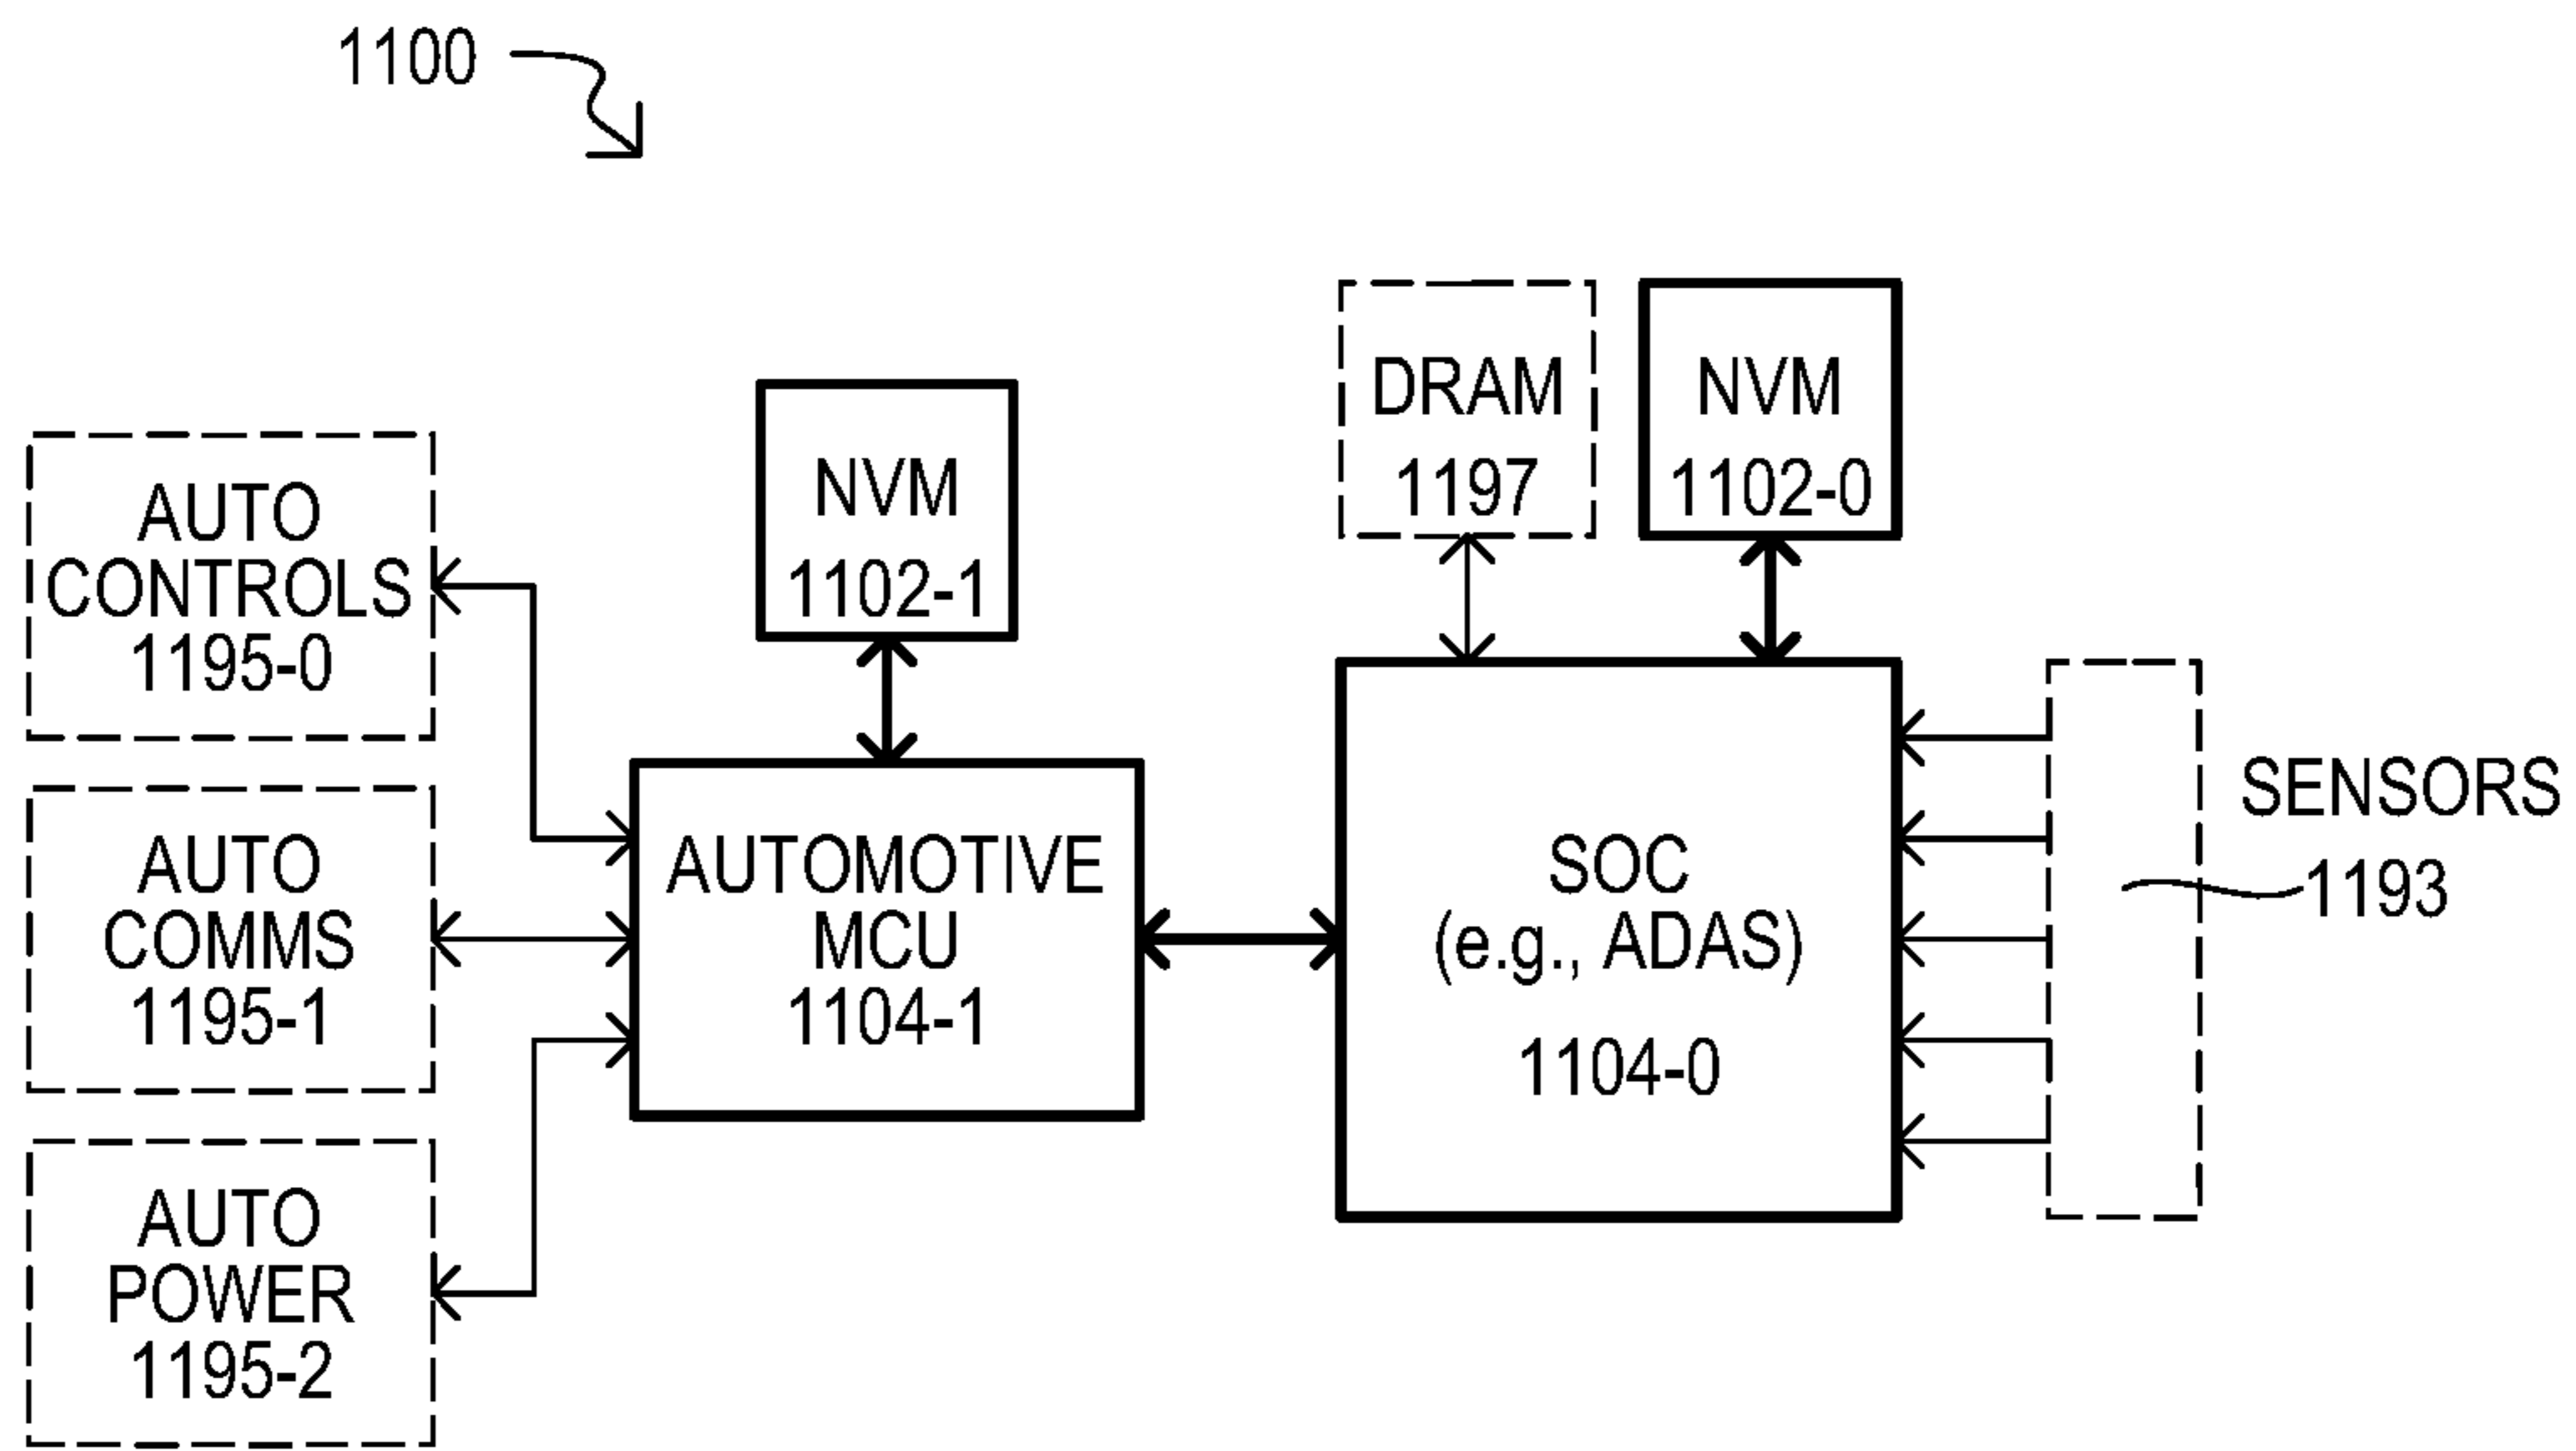 1100
DRAM
1197
NVM
1102-0
NVM
1102-1
AUTO
CONTROLS
1195-0
AUTO
COMMS
1195-1
AUTO
POWER
1195-2
AUTOMOTIVE
MCU
1104-1
SOC
(e.g., ADAS)
1104-0
SENSORS
1193